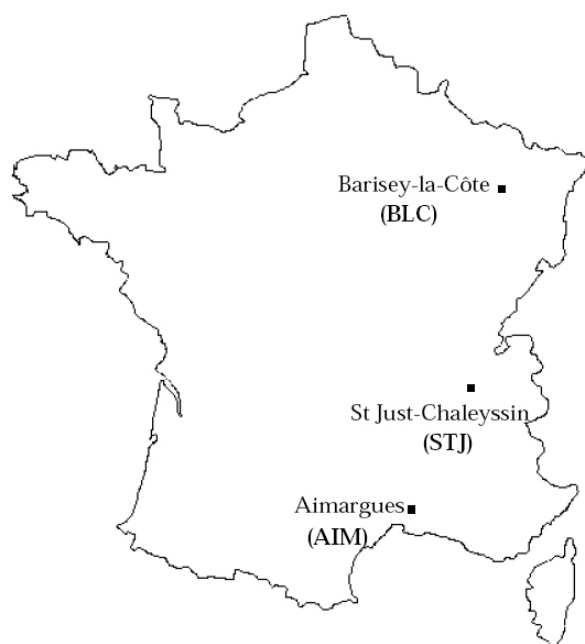 Barisey-la-Côte
(BLC)
St Just-Chaleyssin
(STJ)
Aimargues
(AIM)